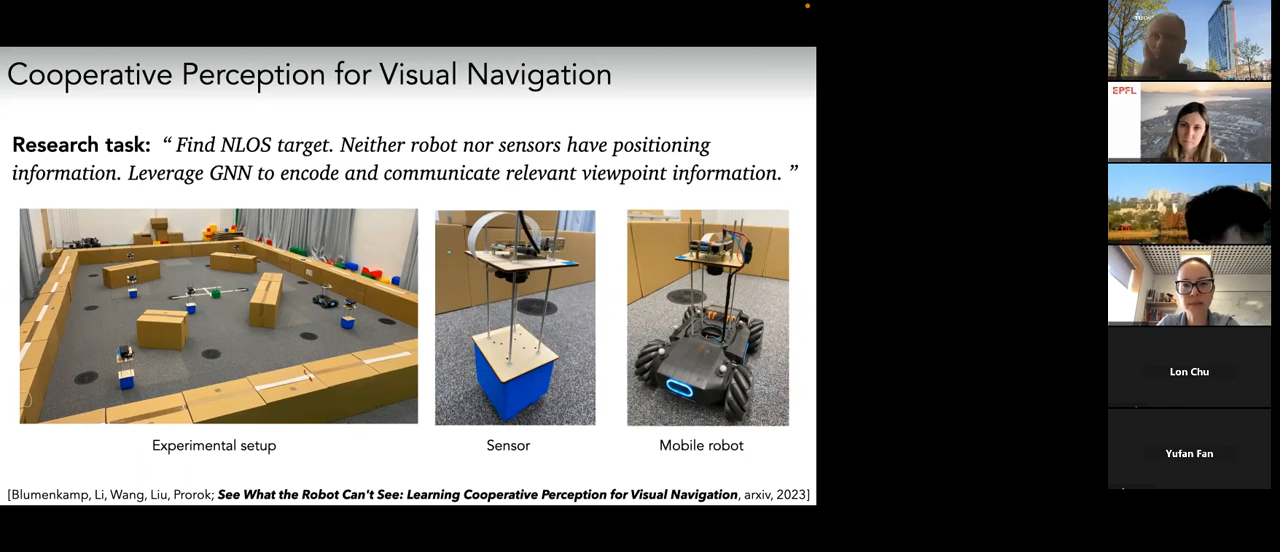 Cooperative Perception for Visual Navigation
Research task: “ Find NLOS target. Neither robot nor sensors have positioning
information. Leverage GNN to encode and communicate relevant viewpoint information. ”
Experimental setup
Sensor
Mobile robot
[Blumenkamp, Li, Wang, Liu, Prorok; See What the Robot Can't See: Learning Cooperative Perception for Visual Navigation, arxiv, 2023]
EPFL
Lon Chu
Yufan Fan